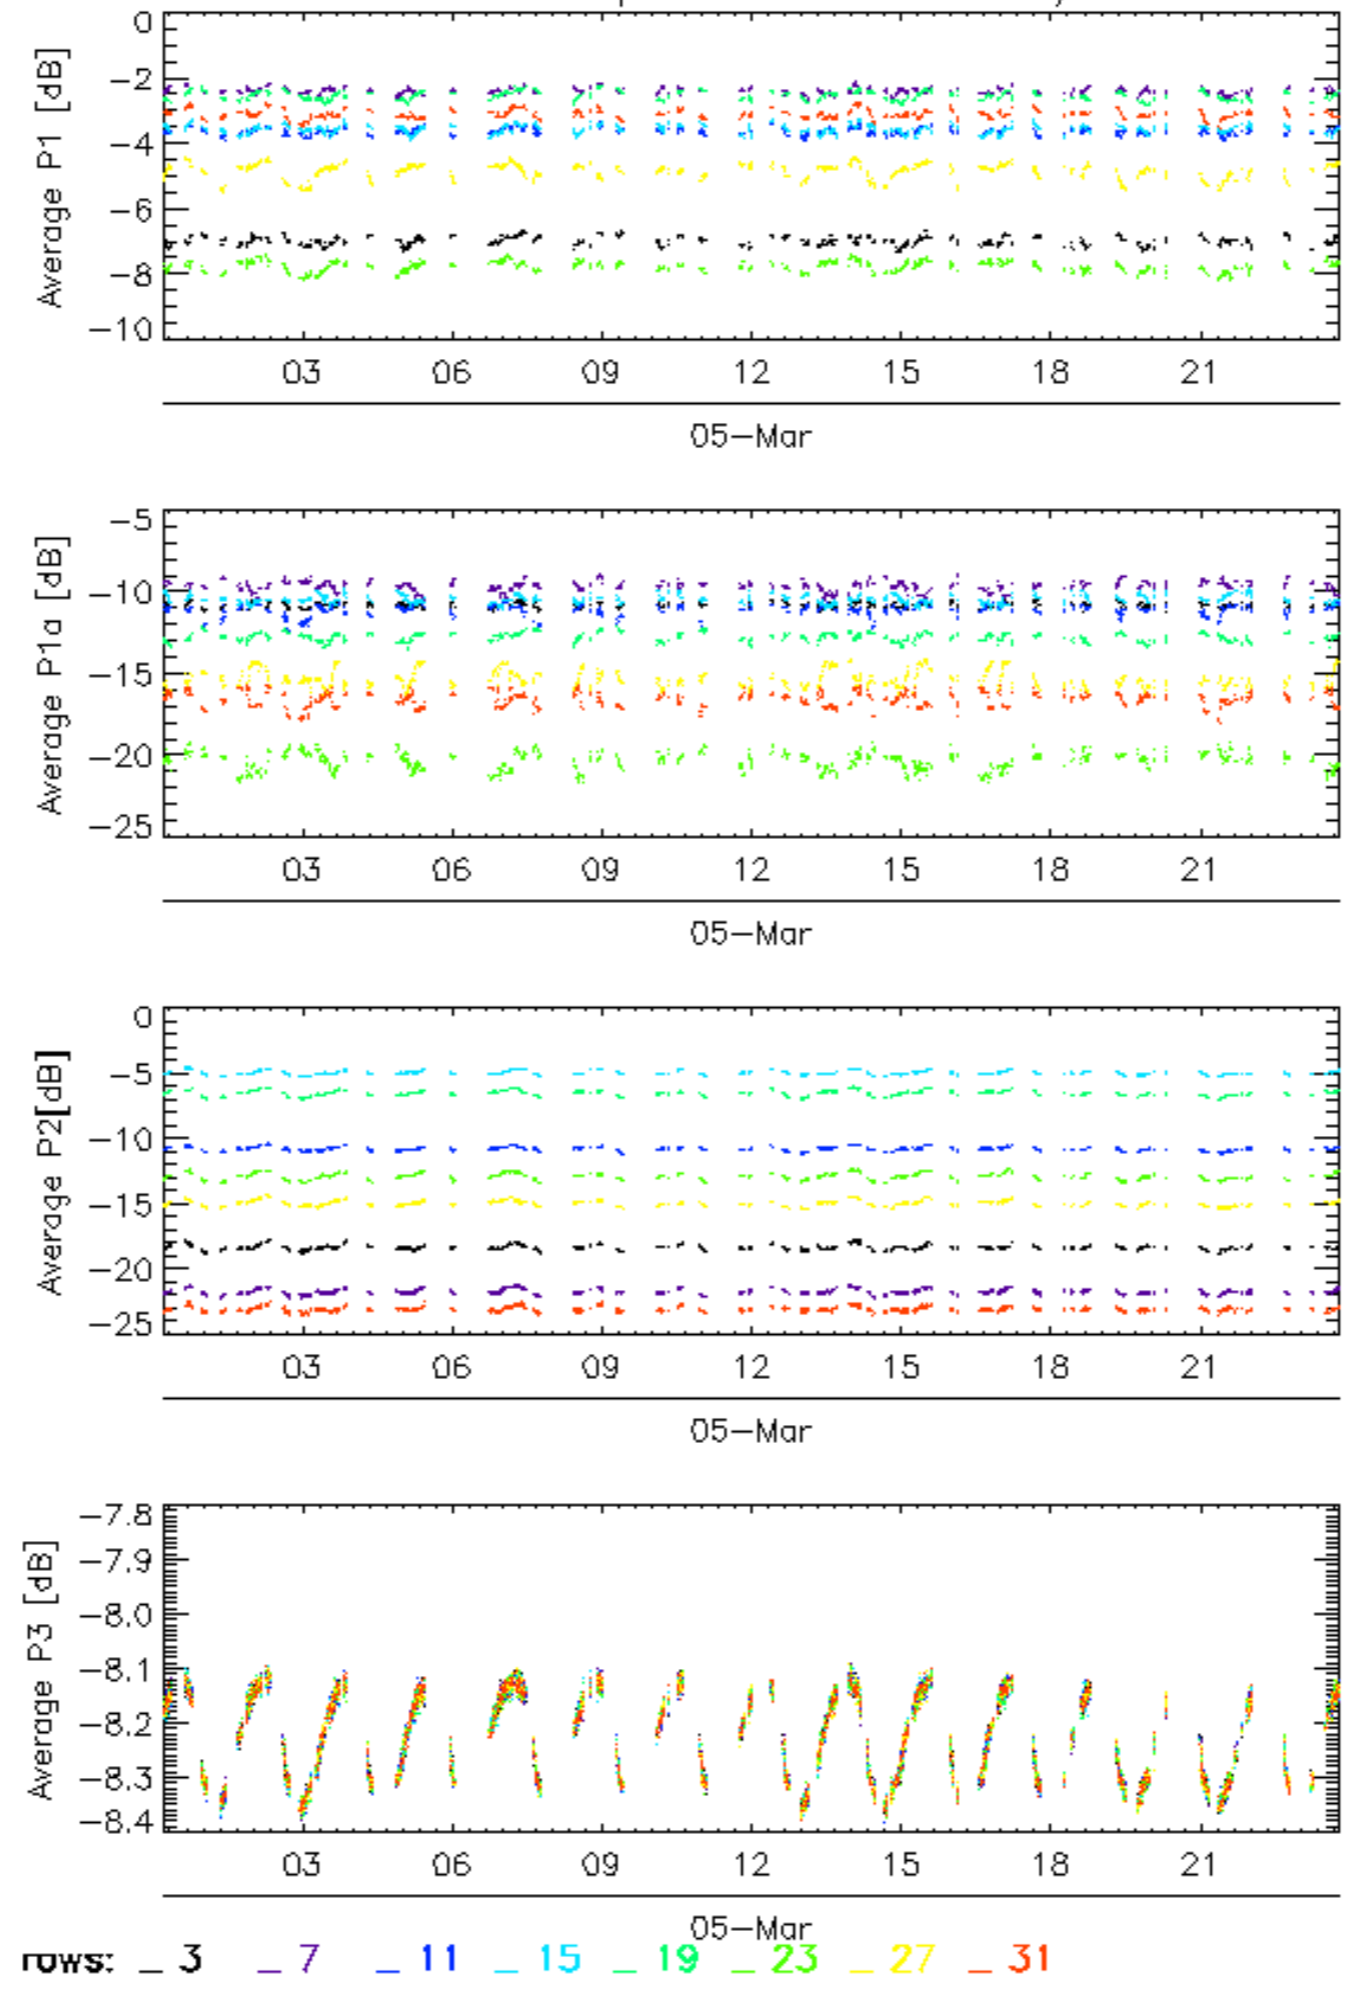 Average P1 [dB]
0
−2
−4
−6
−8
−10
03 06 09 12 15 18 21
05−Mar
Average P1a [dB]
−5
−10
−15
−20
−25
03 06 09 12 15 18 21
05−Mar
Average P2[dB]
0
−5
−10
−15
−20
−25
03 06 09 12 15 18 21
05−Mar
Average P3 [dB]
−7.8
−7.9
−8.0
−8.1
−8.2
−8.3
−8.4
03 06 09 12 15 18 21
05−Mar
rows: _ 3 _ 7 _ 11 _ 15 _ 19 _ 23 _ 27 _ 31